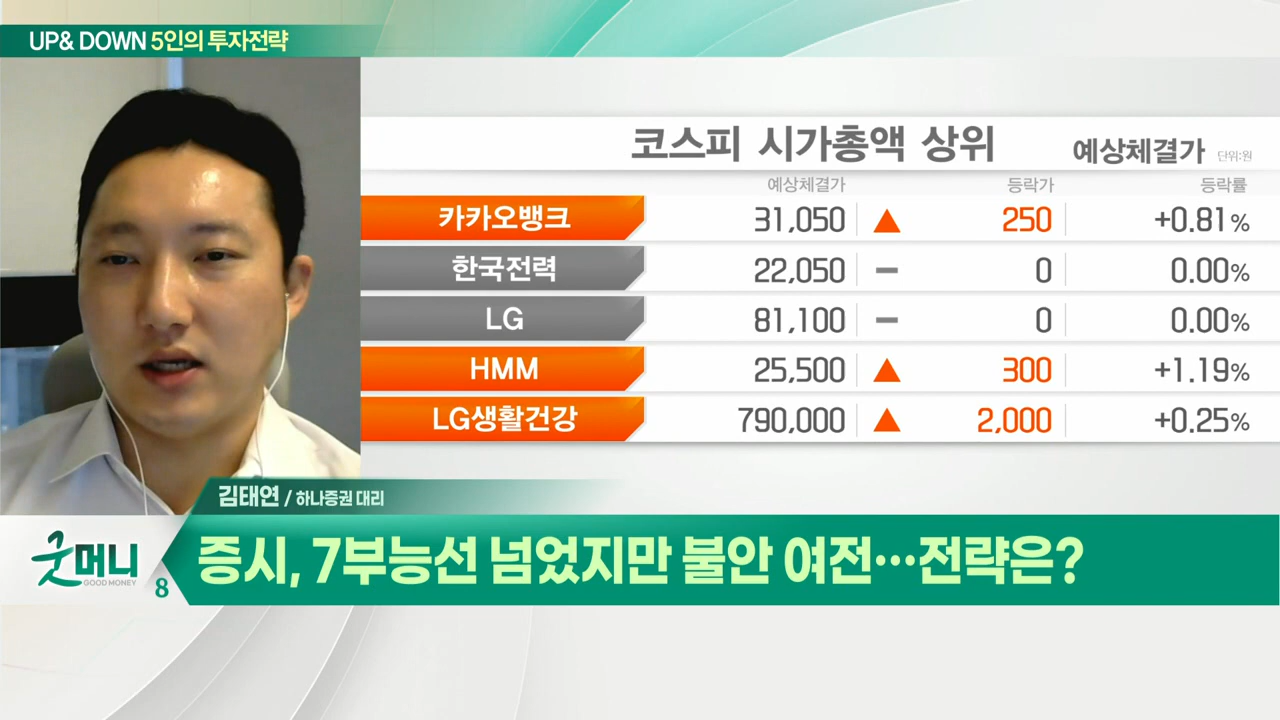 UP& DOWN 5인의 투자전략
코스피 시가총액 상위 예상체결가 단위:원
예상체결가 등락가 등락률
카카오뱅크 31,050 ▲ 250 +0.81%
한국전력 22,050 − 0 0.00%
LG 81,100 − 0 0.00%
HMM 25,500 ▲ 300 +1.19%
LG생활건강 790,000 ▲ 2,000 +0.25%
김태연 / 하나증권 대리
굿머니
GOOD MONEY
8
증시, 7부능선 넘었지만 불안 여전…전략은?